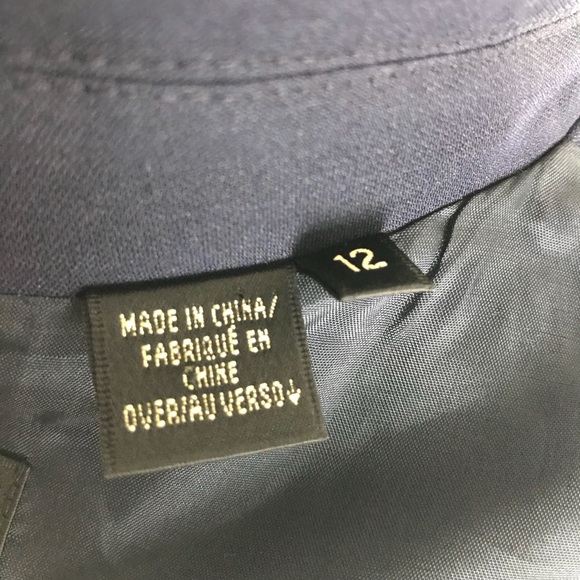 MADE IN CHINA/
FABRIQUÉ EN
CHINE
OVER/AU VERSO↓
12